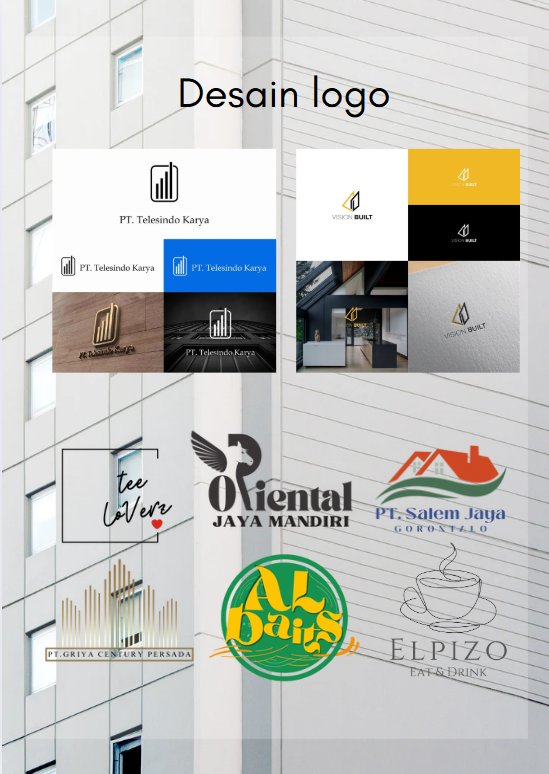 Desain logo
PT. Telesindo Karya
PT. Telesindo Karya
PT. Telesindo Karya
PT. Telesindo Karya
PT. Telesindo Karya
VISION BUILT
VISION BUILT
VISION BUILT
BUILT
VISION BUILT
tee
loVerz
Oriental
JAYA MANDIRI
PT. Salem Jaya
GORONTALO
PT.GRIYA CENTURY PERSADA
AL
Dails
ELPIZO
EAT & DRINK